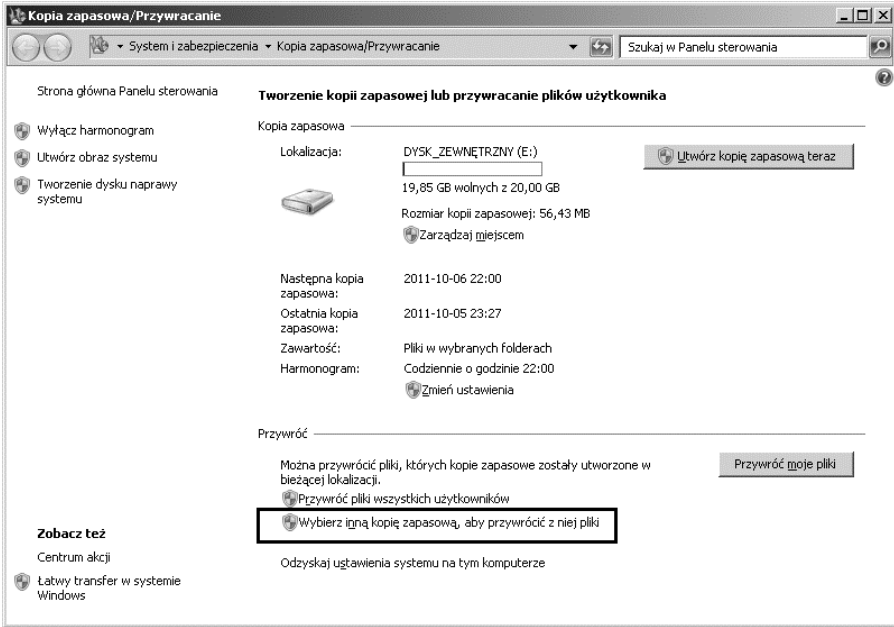 Kopia zapasowa/Przywracanie
System i zabezpieczenia Kopia zapasowa/Przywracanie
Szukaj w Panelu sterowania
Strona główna Panelu sterowania
Wyłącz harmonogram
Utwórz obraz systemu
Tworzenie dysku naprawy
systemu
Tworzenie kopii zapasowej lub przywracanie plików użytkownika
Kopia zapasowa
Lokalizacja: DYSK_ZEWNĘTRZNY (E:)
Utwórz kopię zapasową teraz
19,85 GB wolnych z 20,00 GB
Rozmiar kopii zapasowej: 56,43 MB
Zarządzaj miejscem
Następna kopia
zapasowa:
2011-10-06 22:00
Ostatnia kopia
zapasowa:
2011-10-05 23:27
Zawartość: Pliki w wybranych folderach
Harmonogram: Codziennie o godzinie 22:00
Zmień ustawienia
Przywróć
Można przywrócić pliki, których kopie zapasowe zostały utworzone w
bieżącej lokalizacji.
Przywróć moje pliki
Przywróć pliki wszystkich użytkowników
Wybierz inną kopię zapasową, aby przywrócić z niej pliki
Odzyskaj ustawienia systemu na tym komputerze
Zobacz też
Centrum akcji
Łatwy transfer w systemie
Windows